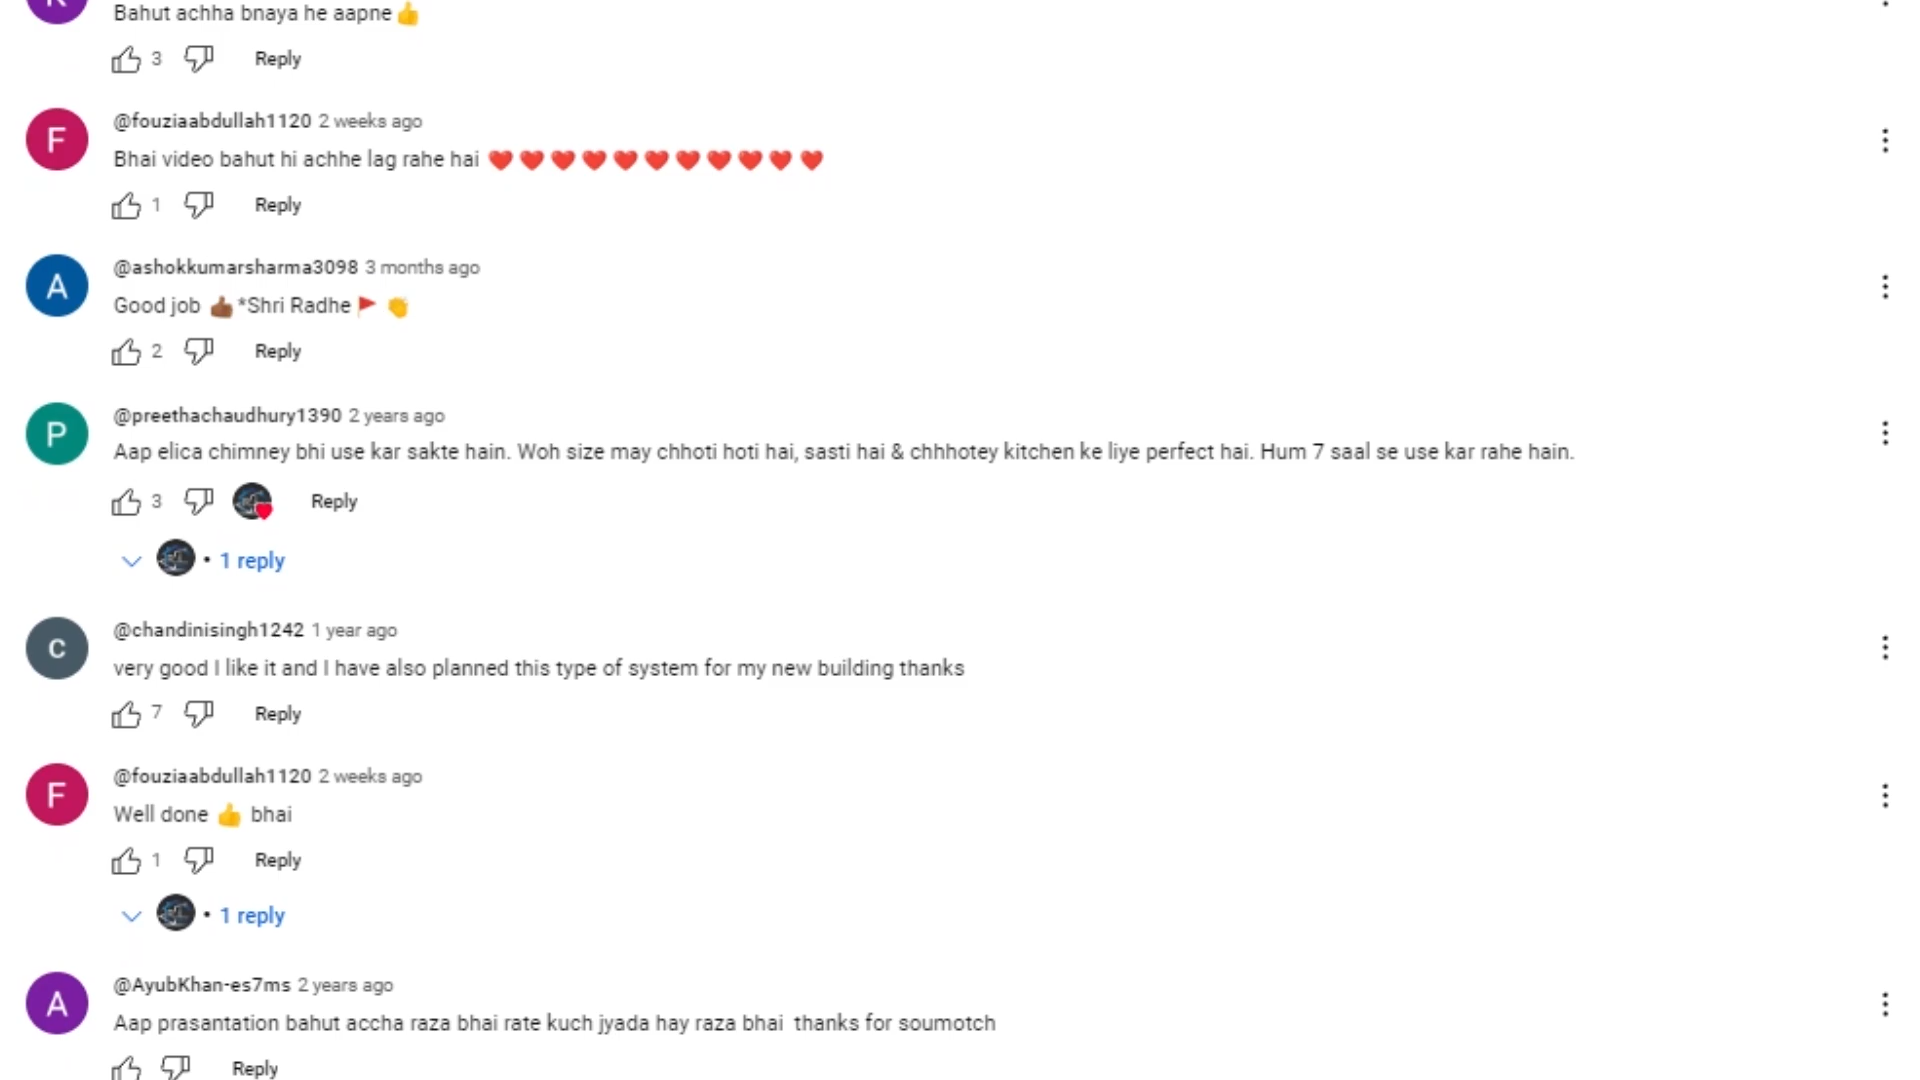 Bahut achha bnaya he aapne👍
3 Reply
F @fouziaabdullah1120 2 weeks ago
Bhai video bahut hi achhe lag rahe hai ❤️❤️❤️❤️❤️❤️❤️❤️❤️❤️❤️
1 Reply
A @ashokkumarsharma3098 3 months ago
Good job 👍🏾*Shri Radhe🚩 👏
2 Reply
P @preethachaudhury1390 2 years ago
Aap elica chimney bhi use kar sakte hain. Woh size may chhoti hoti hai, sasti hai & chhhotey kitchen ke liye perfect hai. Hum 7 saal se use kar rahe hain.
3 Reply
• 1 reply
c @chandinisingh1242 1 year ago
very good I like it and I have also planned this type of system for my new building thanks
7 Reply
F @fouziaabdullah1120 2 weeks ago
Well done 👍 bhai
1 Reply
• 1 reply
A @AyubKhan-es7ms 2 years ago
Aap prasantation bahut accha raza bhai rate kuch jyada hay raza bhai  thanks for soumotch
Reply